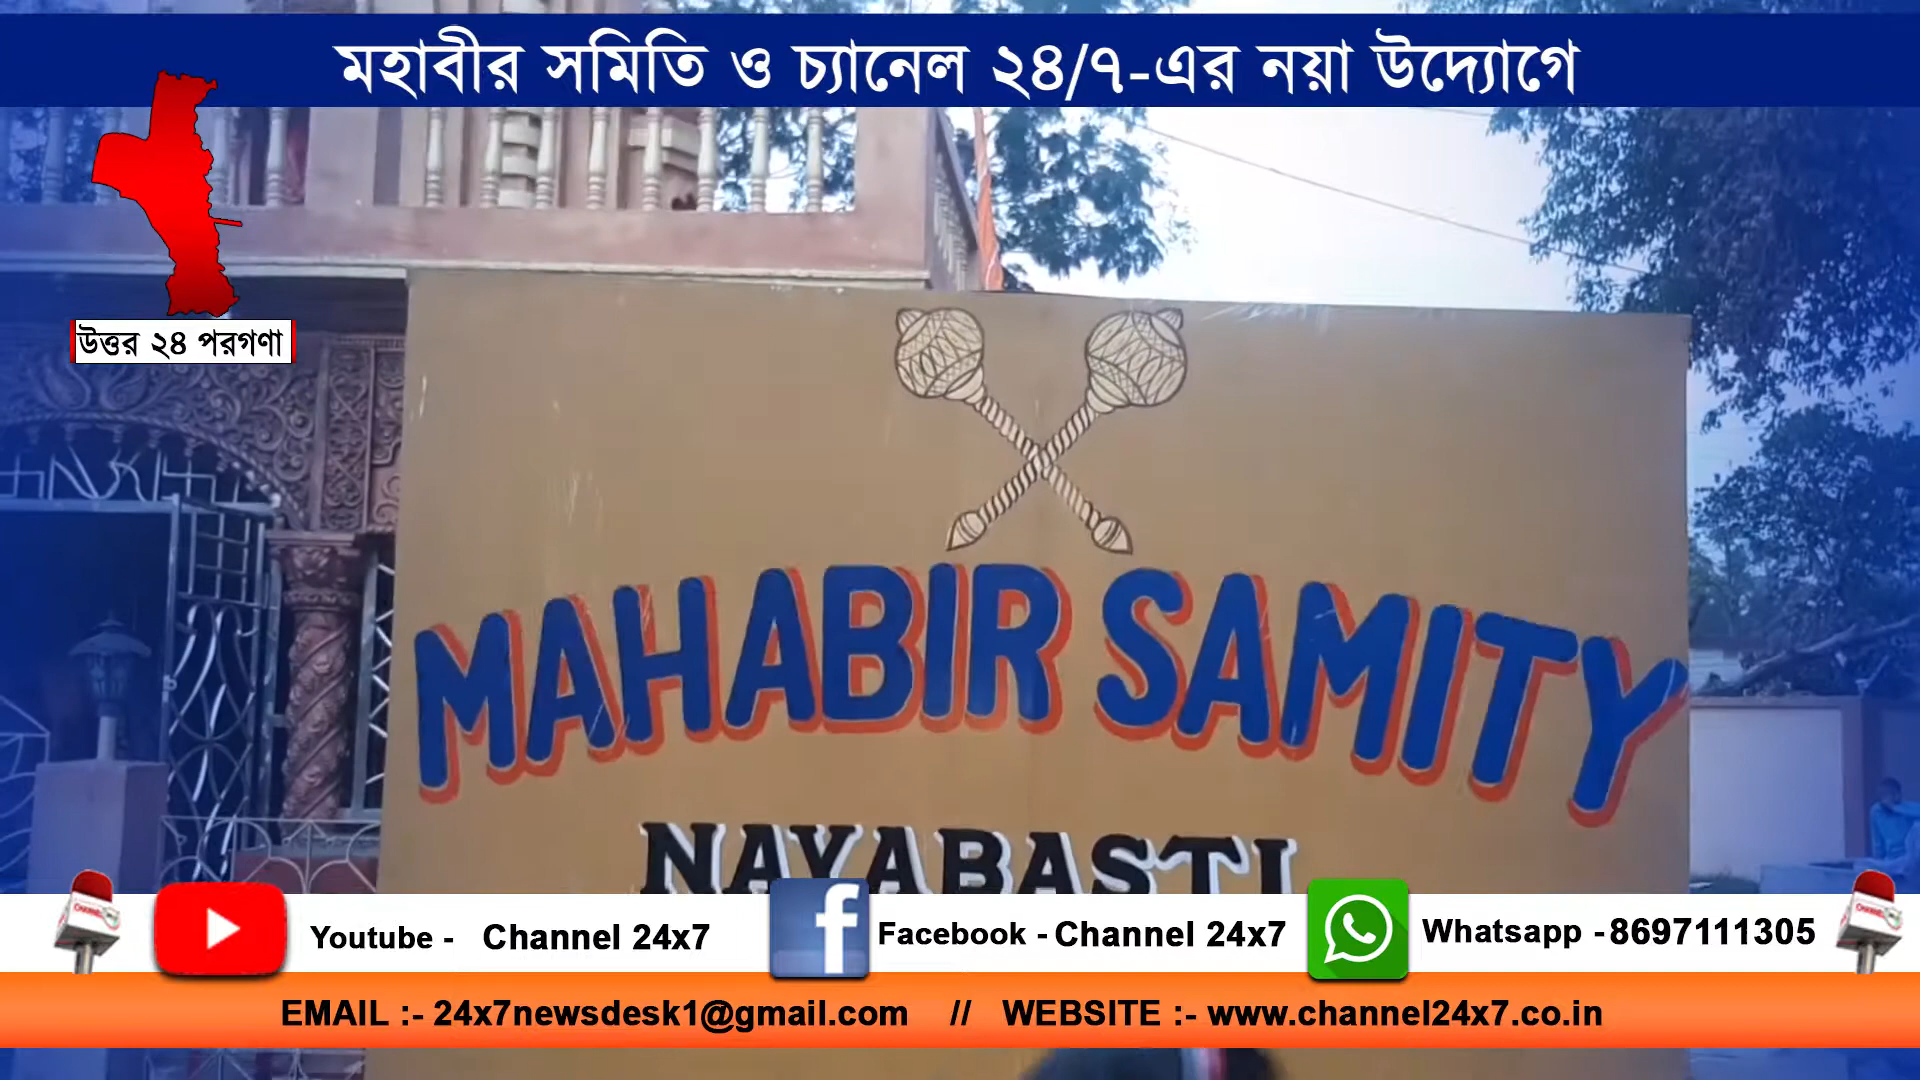 মহাবীর সমিতি ও চ্যানেল ২৪/৭-এর নয়া উদ্যোগে
উত্তর ২৪ পরগণা
MAHABIR SAMITY
NAYABASTI
Youtube - Channel 24x7
Facebook - Channel 24x7
Whatsapp - 8697111305
EMAIL :- 24x7newsdesk1@gmail.com // WEBSITE :- www.channel24x7.co.in